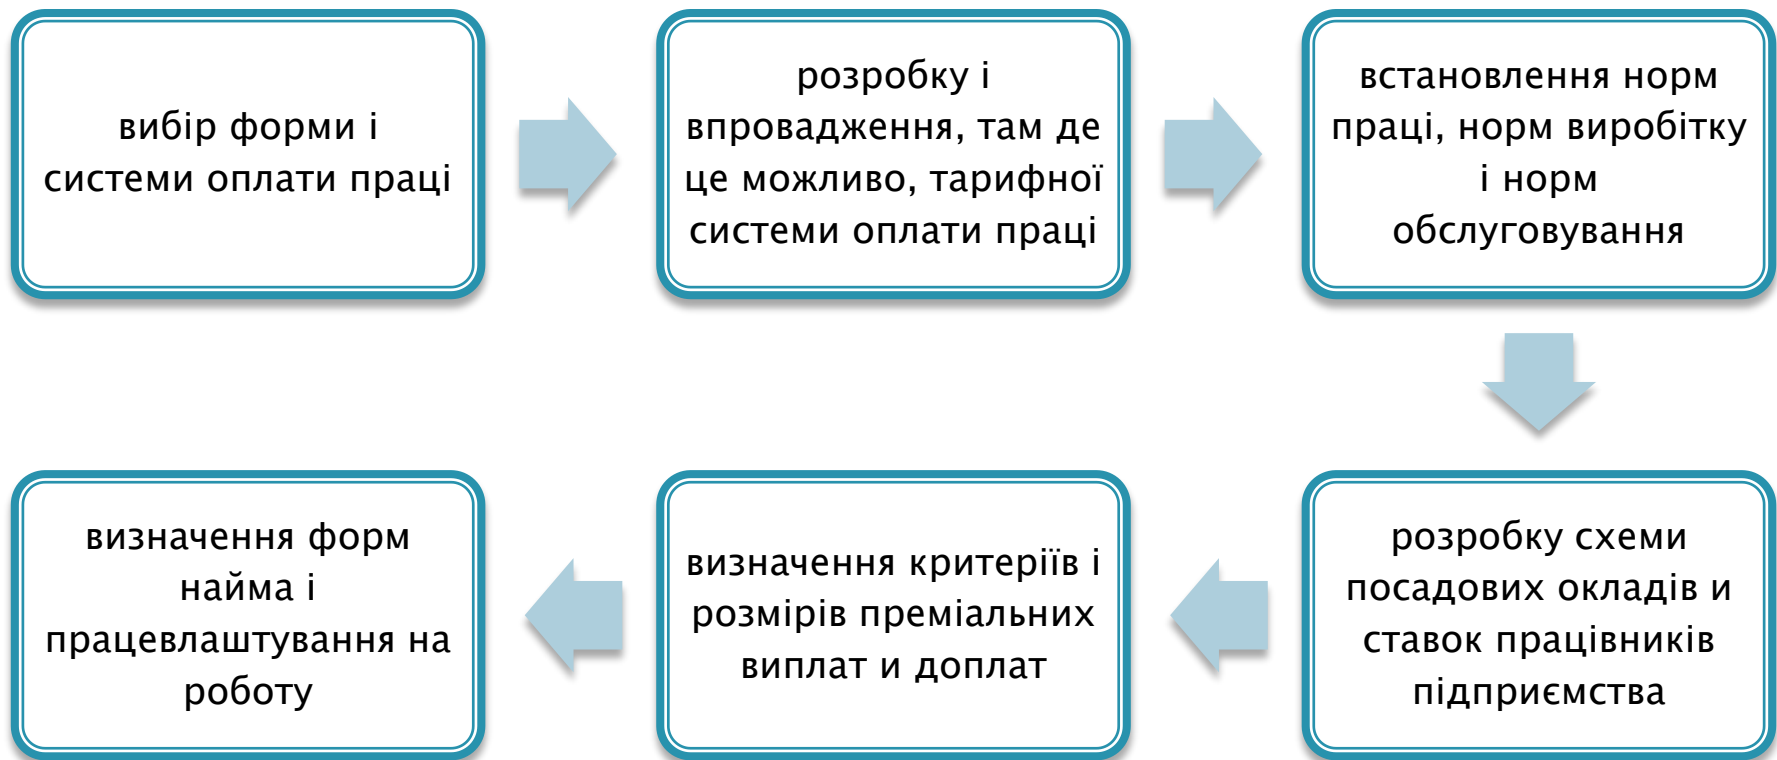 вибір форми і
системи оплати праці
розробку і
впровадження, там де
це можливо, тарифної
системи оплати праці
встановлення норм
праці, норм виробітку
і норм
обслуговування
розробку схеми
посадових окладів и
ставок працівників
підприємства
визначення критеріїв і
розмірів преміальних
виплат и доплат
визначення форм
найма і
працевлаштування на
роботу